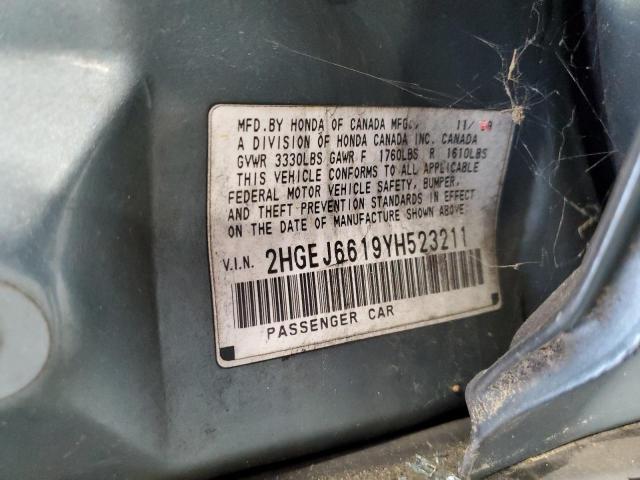 MFD.BY HONDA OF CANADA MFG., 11/
A DIVISION OF HONDA CANADA INC. CANADA
GVWR 3330LBS GAWR F 1760LBS R 1610LBS
THIS VEHICLE CONFORMS TO ALL APPLICABLE
FEDERAL MOTOR VEHICLE SAFETY, BUMPER,
AND THEFT PREVENTION STANDARDS IN EFFECT
ON THE DATE OF MANUFACTURE SHOWN ABOVE
V.I.N. 2HGEJ6619YH523211
PASSENGER CAR